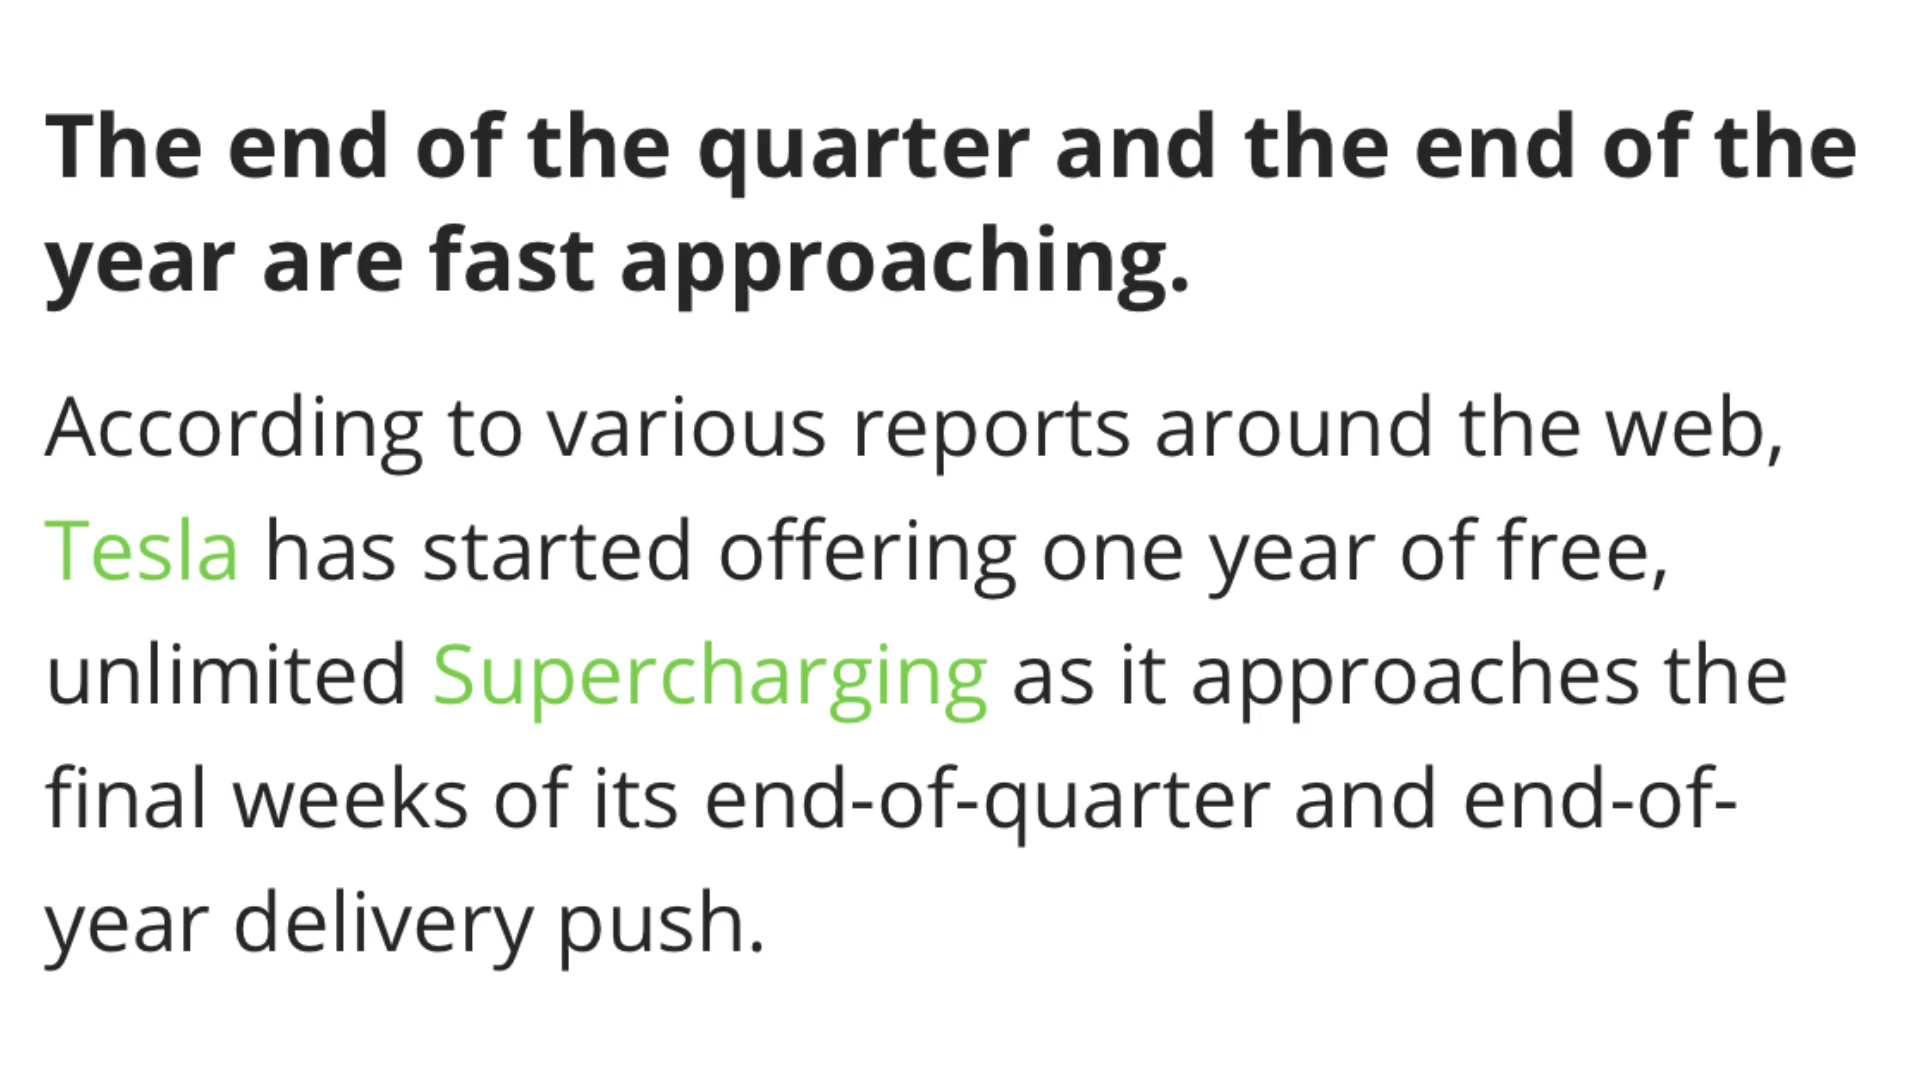 The end of the quarter and the end of the
year are fast approaching.
According to various reports around the web,
Tesla has started offering one year of free,
unlimited Supercharging as it approaches the
final weeks of its end-of-quarter and end-of-
year delivery push.